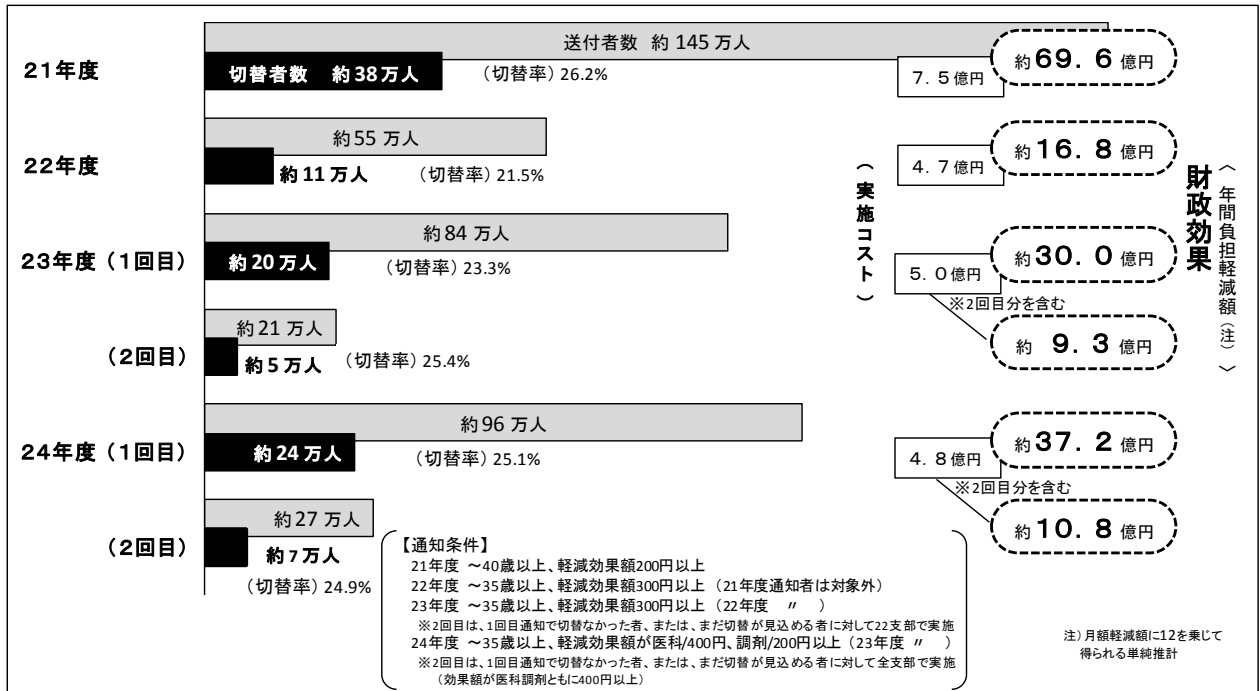 送付者数 約 145 万人
21年度
切替者数 約 38 万人
(切替率) 26.2%
7.5億円
約 69.6 億円
約 55 万人
22年度
約 11 万人
(切替率) 21.5%
4.7億円
約 16.8 億円
約 84 万人
23年度(1回目)
約 20 万人
(切替率) 23.3%
5.0億円
※2回目分を含む
約 30.0 億円
約 21 万人
(2回目)
約 5 万人
(切替率) 25.4%
約 9.3 億円
約 96 万人
24年度(1回目)
約 24 万人
(切替率) 25.1%
4.8億円
※2回目分を含む
約 37.2 億円
約 27 万人
(2回目)
約 7 万人
(切替率) 24.9%
約 10.8 億円
(実施コスト)
財政効果
〈年間負担軽減額(注)〉
【通知条件】
21年度 ~40歳以上、軽減効果額200円以上
22年度 ~35歳以上、軽減効果額300円以上(21年度通知者は対象外)
23年度 ~35歳以上、軽減効果額300円以上(22年度 〃 )
※2回目は、1回目通知で切替なかった者、または、まだ切替が見込める者に対して22支部で実施
24年度 ~35歳以上、軽減効果額が医科/400円、調剤/200円以上(23年度 〃 )
※2回目は、1回目通知で切替なかった者、または、まだ切替が見込める者に対して全支部で実施
(効果額が医科調剤ともに400円以上)
注)月額軽減額に12を乗じて
得られる単純推計